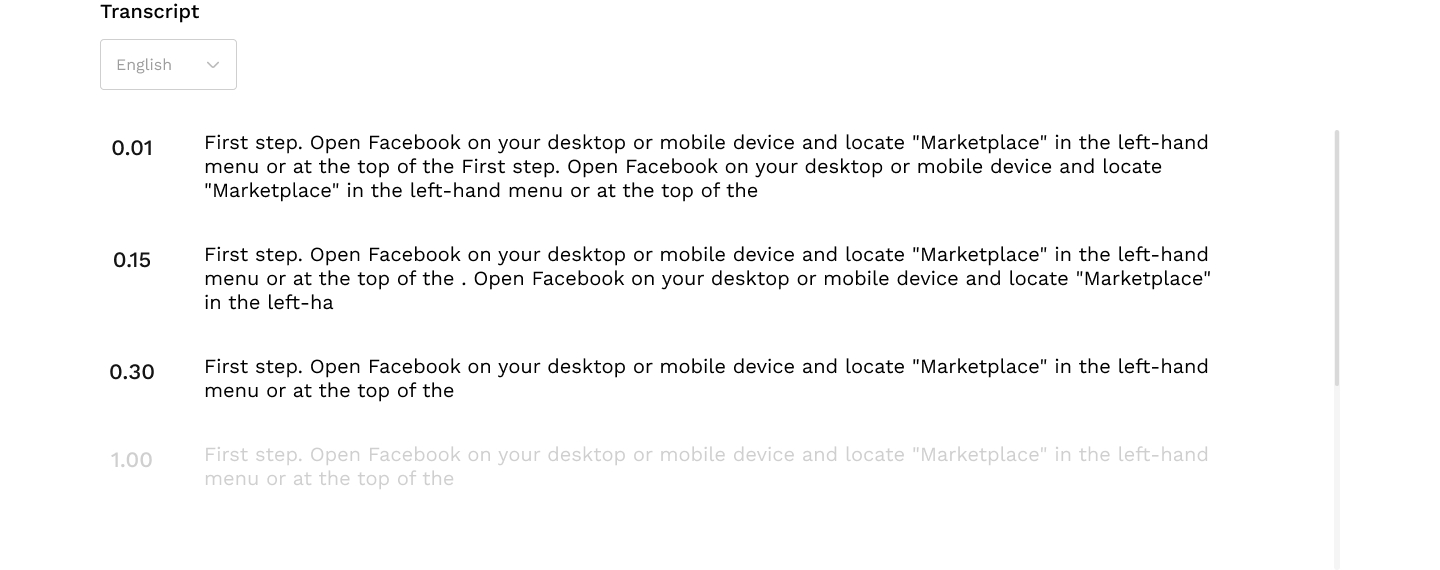 Transcript
English
0.01
First step. Open Facebook on your desktop or mobile device and locate "Marketplace" in the left-hand
menu or at the top of the First step. Open Facebook on your desktop or mobile device and locate
"Marketplace" in the left-hand menu or at the top of the
0.15
First step. Open Facebook on your desktop or mobile device and locate "Marketplace" in the left-hand
menu or at the top of the . Open Facebook on your desktop or mobile device and locate "Marketplace"
in the left-ha
0.30
First step. Open Facebook on your desktop or mobile device and locate "Marketplace" in the left-hand
menu or at the top of the
1.00
First step. Open Facebook on your desktop or mobile device and locate "Marketplace" in the left-hand
menu or at the top of the